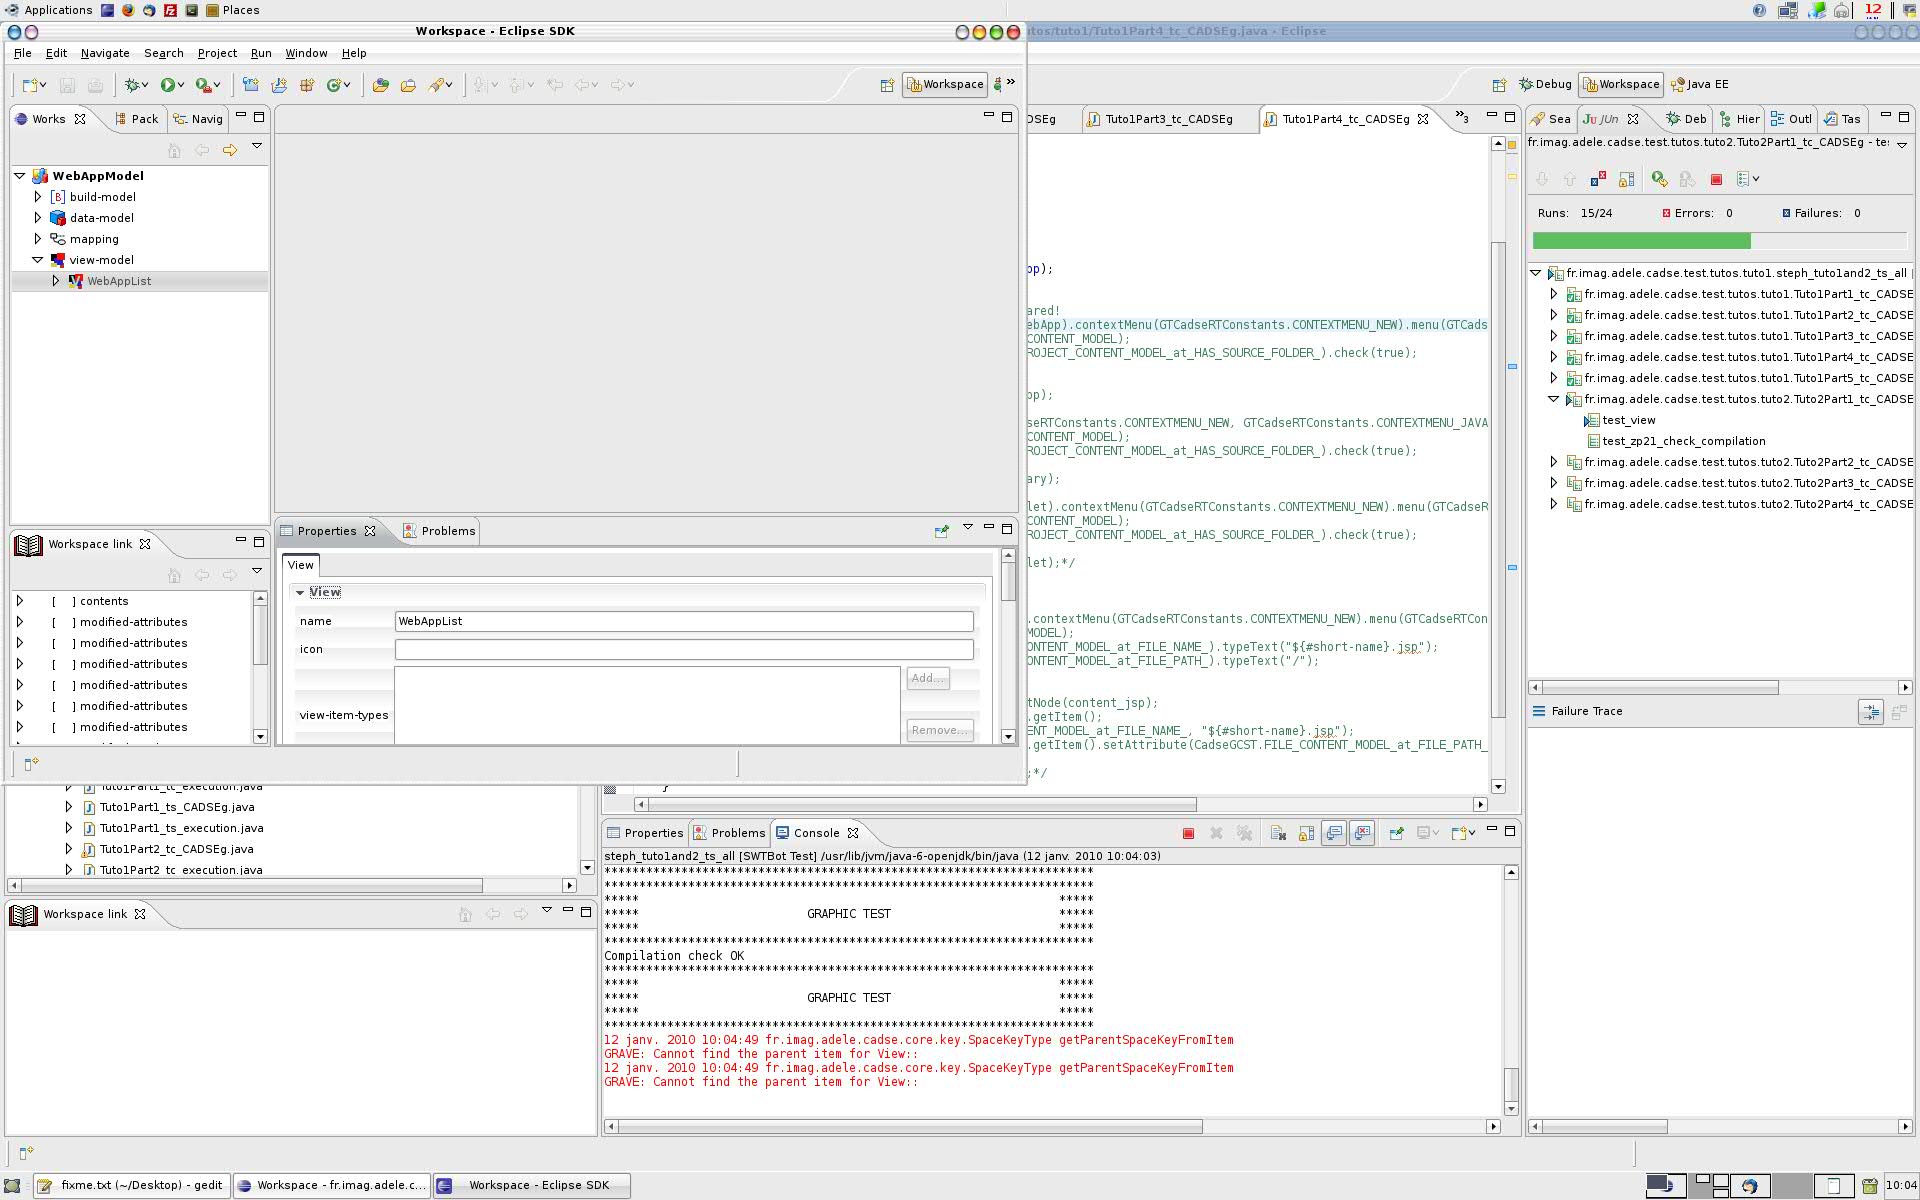 Applications
Places
12
Workspace - Eclipse SDK
utos/tuto1/Tuto1Part4_tc_CADSEg.java - Eclipse
File Edit Navigate Search Project Run Window Help
Workspace
Debug Workspace Java EE
Works Pack Navig
WebAppModel
build-model
data-model
mapping
view-model
WebAppList
Workspace link
[ ] contents
[ ] modified-attributes
[ ] modified-attributes
[ ] modified-attributes
[ ] modified-attributes
[ ] modified-attributes
[ ] modified-attributes
Properties Problems
View
View
name WebAppList
icon
view-item-types
Add...
Remove...
DSEg Tuto1Part3_tc_CADSEg Tuto1Part4_tc_CADSEg 3
pp);
ared!
ebApp).contextMenu(GTCadseRTConstants.CONTEXTMENU_NEW).menu(GTCads
CONTENT_MODEL);
ROJECT_CONTENT_MODEL_at_HAS_SOURCE_FOLDER_).check(true);
pp);
seRTConstants.CONTEXTMENU_NEW, GTCadseRTConstants.CONTEXTMENU_JAVA
CONTENT_MODEL);
ROJECT_CONTENT_MODEL_at_HAS_SOURCE_FOLDER_).check(true);
ary);
let).contextMenu(GTCadseRTConstants.CONTEXTMENU_NEW).menu(GTCadseR
CONTENT_MODEL);
ROJECT_CONTENT_MODEL_at_HAS_SOURCE_FOLDER_).check(true);
let);*/
.contextMenu(GTCadseRTConstants.CONTEXTMENU_NEW).menu(GTCadseRTCon
MODEL);
ONTENT_MODEL_at_FILE_NAME_).typeText("${#short-name}.jsp");
ONTENT_MODEL_at_FILE_PATH_).typeText("/");
tNode(content_jsp);
.getItem();
ENT_MODEL_at_FILE_NAME_, "${#short-name}.jsp");
.getItem().setAttribute(CadseGCST.FILE_CONTENT_MODEL_at_FILE_PATH_
;*/
}
Sea JUn Deb Hier Outl Tas
fr.imag.adele.cadse.test.tutos.tuto2.Tuto2Part1_tc_CADSEg - te:
Runs: 15/24 Errors: 0 Failures: 0
fr.imag.adele.cadse.test.tutos.tuto1.steph_tuto1and2_ts_all [
fr.imag.adele.cadse.test.tutos.tuto1.Tuto1Part1_tc_CADSE
fr.imag.adele.cadse.test.tutos.tuto1.Tuto1Part2_tc_CADSE
fr.imag.adele.cadse.test.tutos.tuto1.Tuto1Part3_tc_CADSE
fr.imag.adele.cadse.test.tutos.tuto1.Tuto1Part4_tc_CADSE
fr.imag.adele.cadse.test.tutos.tuto1.Tuto1Part5_tc_CADSE
fr.imag.adele.cadse.test.tutos.tuto2.Tuto2Part1_tc_CADSE
test_view
test_zp21_check_compilation
fr.imag.adele.cadse.test.tutos.tuto2.Tuto2Part2_tc_CADSE
fr.imag.adele.cadse.test.tutos.tuto2.Tuto2Part3_tc_CADSE
fr.imag.adele.cadse.test.tutos.tuto2.Tuto2Part4_tc_CADSE
Failure Trace
Tuto1Part1_tc_execution.java
Tuto1Part1_ts_CADSEg.java
Tuto1Part1_ts_execution.java
Tuto1Part2_tc_CADSEg.java
Tuto1Part2_tc_execution.java
Workspace link
Properties Problems Console
steph_tuto1and2_ts_all [SWTBot Test] /usr/lib/jvm/java-6-openjdk/bin/java (12 janv. 2010 10:04:03)
**********************************************************************
**********************************************************************
***** *****
***** GRAPHIC TEST *****
***** *****
**********************************************************************
Compilation check OK
**********************************************************************
***** *****
***** GRAPHIC TEST *****
***** *****
**********************************************************************
12 janv. 2010 10:04:49 fr.imag.adele.cadse.core.key.SpaceKeyType getParentSpaceKeyFromItem
GRAVE: Cannot find the parent item for View::
12 janv. 2010 10:04:49 fr.imag.adele.cadse.core.key.SpaceKeyType getParentSpaceKeyFromItem
GRAVE: Cannot find the parent item for View::
fixme.txt (~/Desktop) - gedit
Workspace - fr.imag.adele.c...
Workspace - Eclipse SDK
10:04